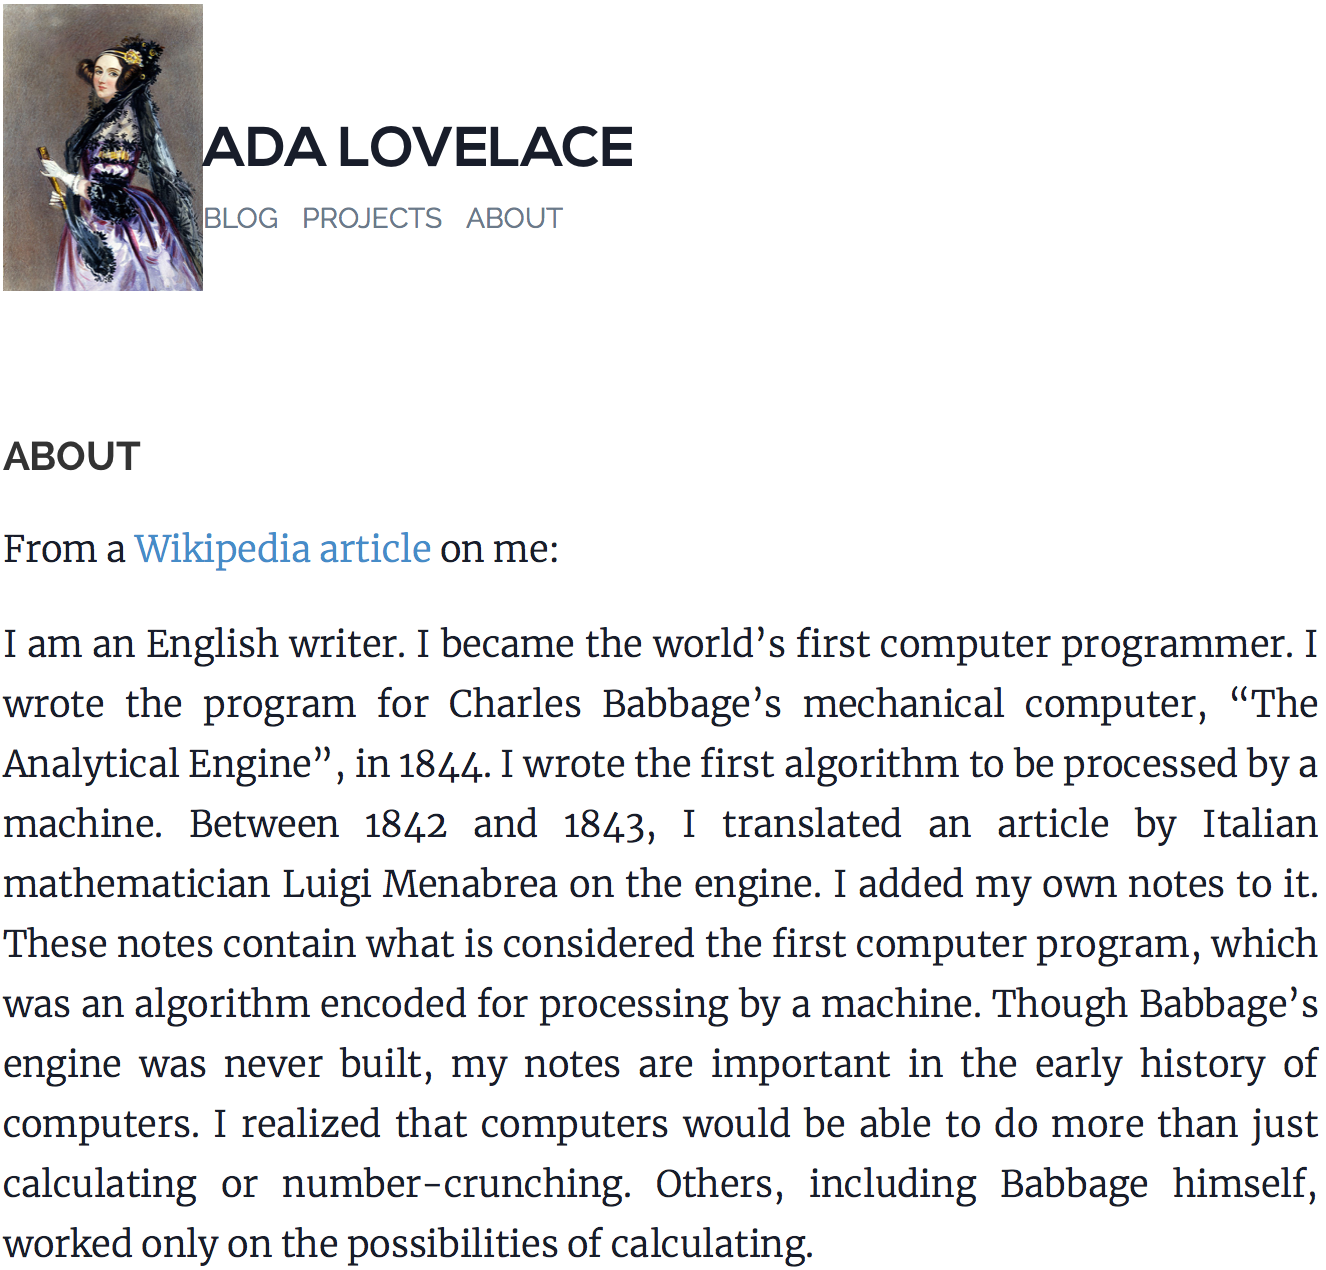 ADA LOVELACE
BLOG PROJECTS ABOUT
ABOUT
From a Wikipedia article on me:
I am an English writer. I became the world’s first computer programmer. I
wrote the program for Charles Babbage’s mechanical computer, “The
Analytical Engine”, in 1844. I wrote the first algorithm to be processed by a
machine. Between 1842 and 1843, I translated an article by Italian
mathematician Luigi Menabrea on the engine. I added my own notes to it.
These notes contain what is considered the first computer program, which
was an algorithm encoded for processing by a machine. Though Babbage’s
engine was never built, my notes are important in the early history of
computers. I realized that computers would be able to do more than just
calculating or number-crunching. Others, including Babbage himself,
worked only on the possibilities of calculating.